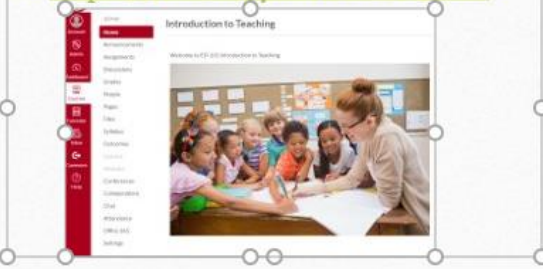 Home
Introduction to Teaching
Announcements
Assignments
Discussions
Grades
People
Pages
Files
Syllabus
Outcomes
Conferences
Collaborations
Chat
Attendance
Office 365
Settings
Account
Admin
Dashboard
Courses
Calendar
Inbox
Commons
Help